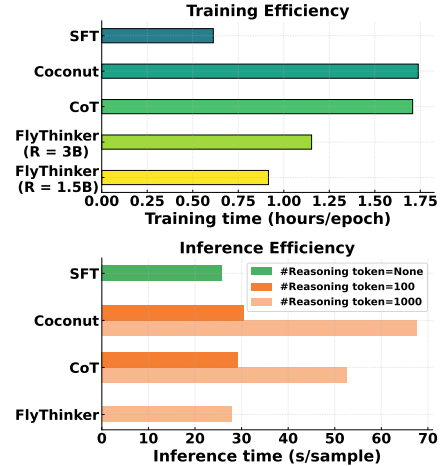 Training Efficiency
SFT
Coconut
CoT
FlyThinker
(R = 3B)
FlyThinker
(R = 1.5B)
0.00 0.25 0.50 0.75 1.00 1.25 1.50 1.75
Training time (hours/epoch)
Inference Efficiency
SFT
#Reasoning token=None
#Reasoning token=100
#Reasoning token=1000
Coconut
CoT
FlyThinker
0 10 20 30 40 50 60 70
Inference time (s/sample)